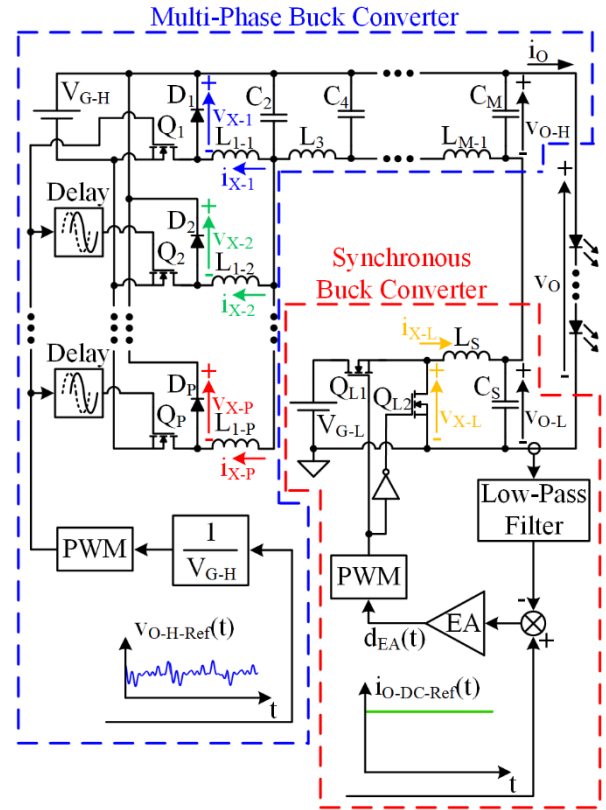 Multi-Phase Buck Converter
i_O
V_G-H
D_1
+
v_X-1
-
C_2
C_4
C_M
+
v_O-H
-
Q_1
L_1-1
L_3
L_M-1
i_X-1
Delay
D_2
+
v_X-2
-
Q_2
L_1-2
i_X-2
+
v_O
-
Synchronous
Buck Converter
i_X-L
L_S
Delay
D_P
+
v_X-P
-
Q_P
L_1-P
i_X-P
Q_L1
Q_L2
+
v_X-L
-
C_S
+
v_O-L
-
V_G-L
Low-Pass
Filter
PWM
1
V_G-H
PWM
EA
d_EA(t)
-
+
v_O-H-Ref(t)
t
i_O-DC-Ref(t)
t